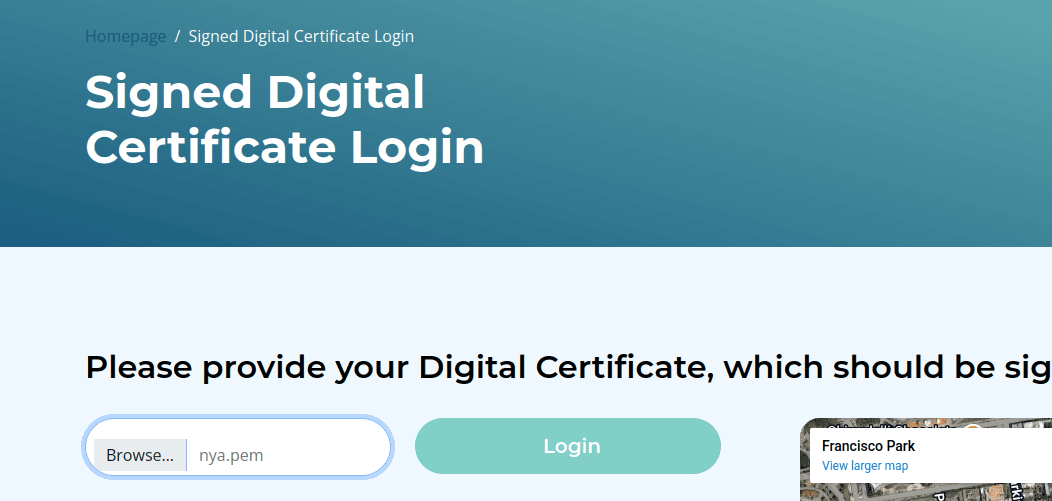 Homepage / Signed Digital Certificate Login
Signed Digital
Certificate Login
Please provide your Digital Certificate, which should be sig
Browse... nya.pem
Login
Francisco Park
View larger map